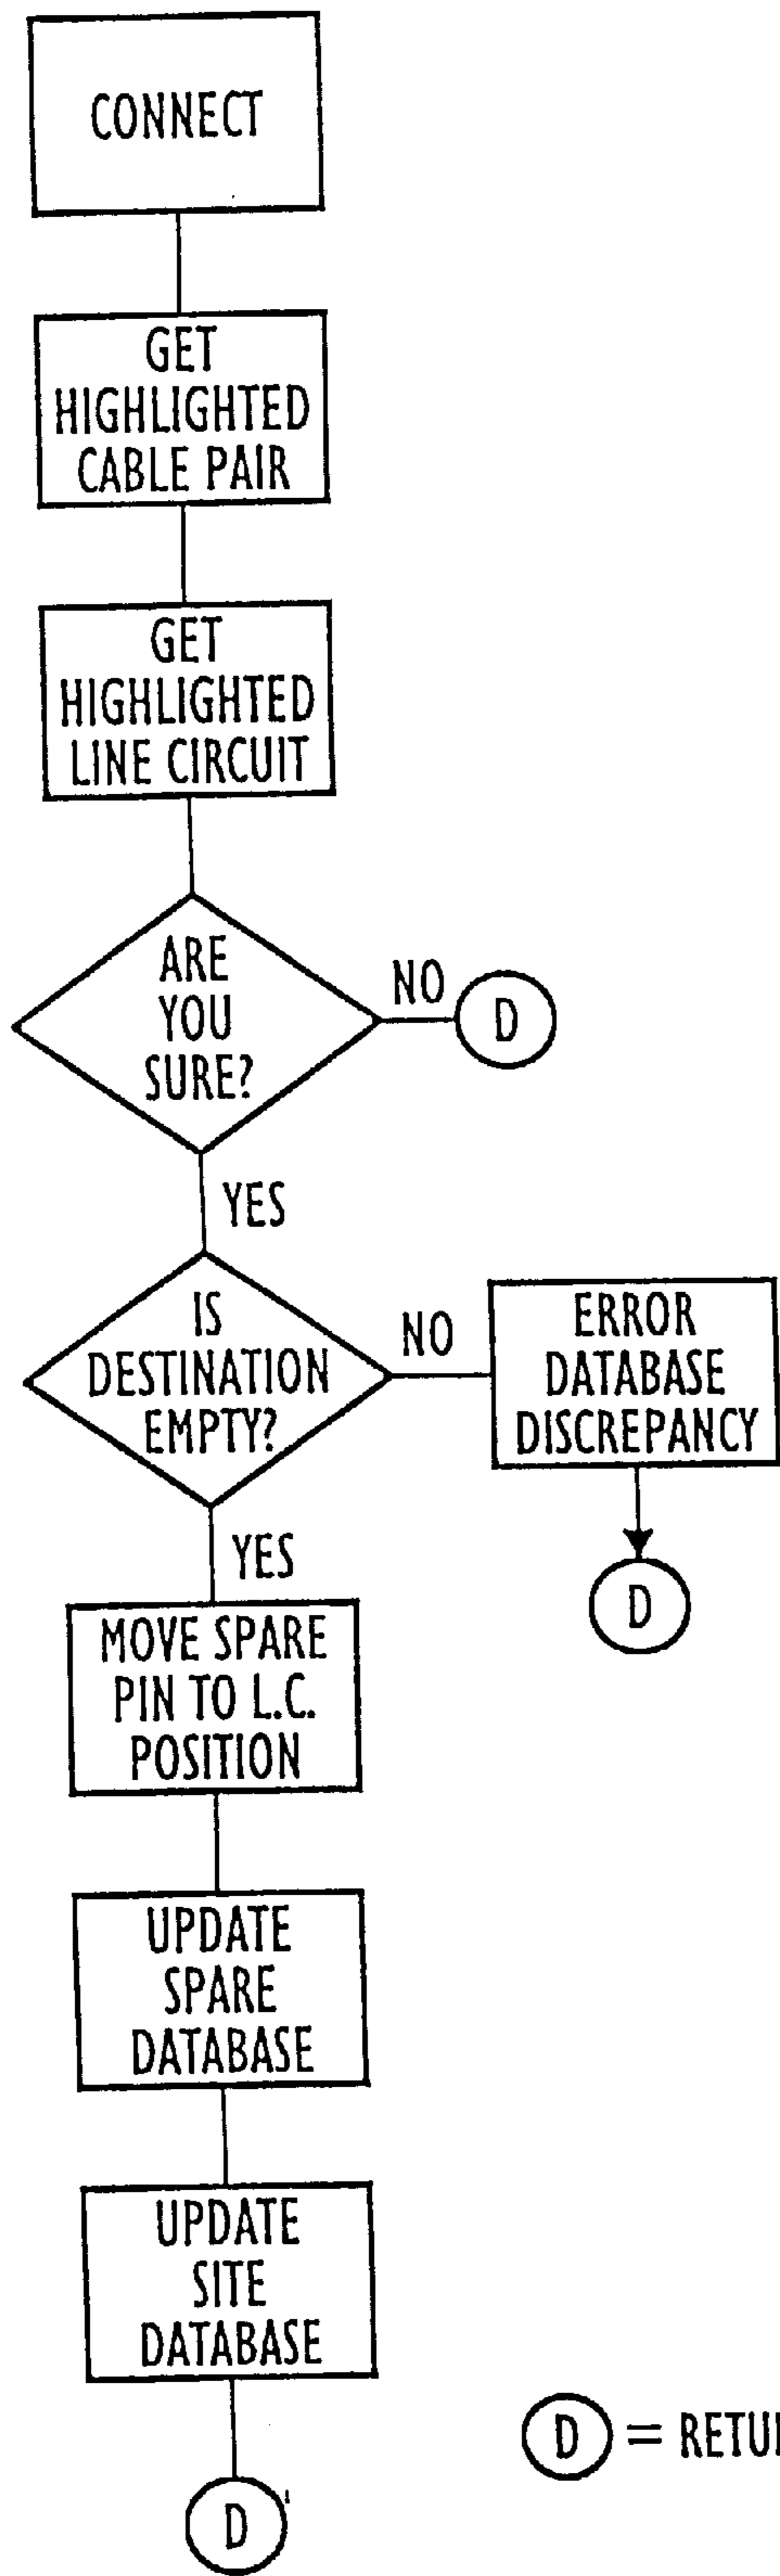 CONNECT
GET
HIGHLIGHTED
CABLE PAIR
GET
HIGHLIGHTED
LINE CIRCUIT
ARE
YOU
SURE?
NO
D
YES
IS
DESTINATION
EMPTY?
NO
ERROR
DATABASE
DISCREPANCY
D
YES
MOVE SPARE
PIN TO L.C.
POSITION
UPDATE
SPARE
DATABASE
UPDATE
SITE
DATABASE
D
D =